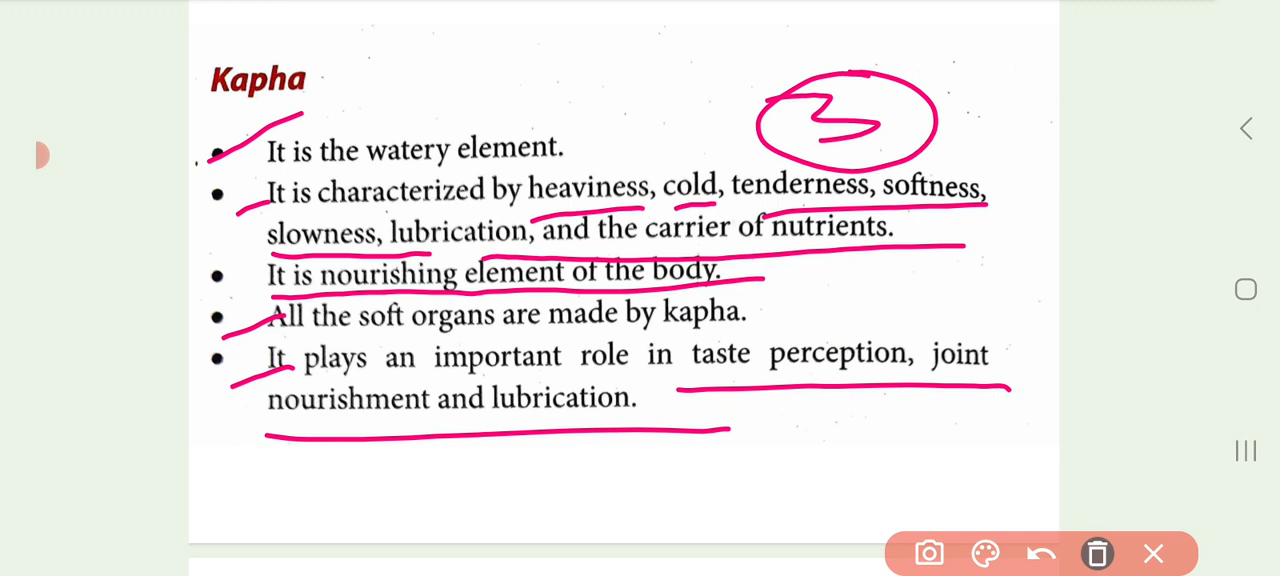 Kapha
3
• It is the watery element.
• It is characterized by heaviness, cold, tenderness, softness,
slowness, lubrication, and the carrier of nutrients.
• It is nourishing element of the body.
• All the soft organs are made by kapha.
• It plays an important role in taste perception, joint
nourishment and lubrication.